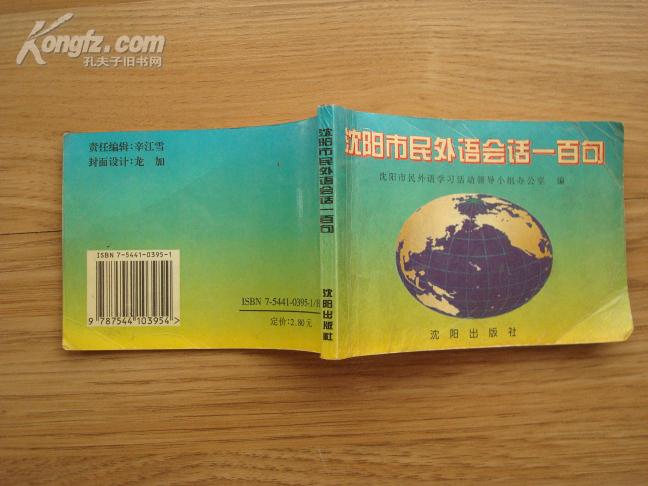 Kongfz.com
孔夫子旧书网
责任编辑:辛江雪
封面设计:龙 加
ISBN 7-5441-0395-1
9 787544 103954 >
ISBN 7-5441-0395-1/
定价:2.80元
沈阳市民外语会话一百句
沈阳出版社
沈阳市民外语会话一百句
沈阳市民外语学习活动领导小组办公室 编
沈阳出版社